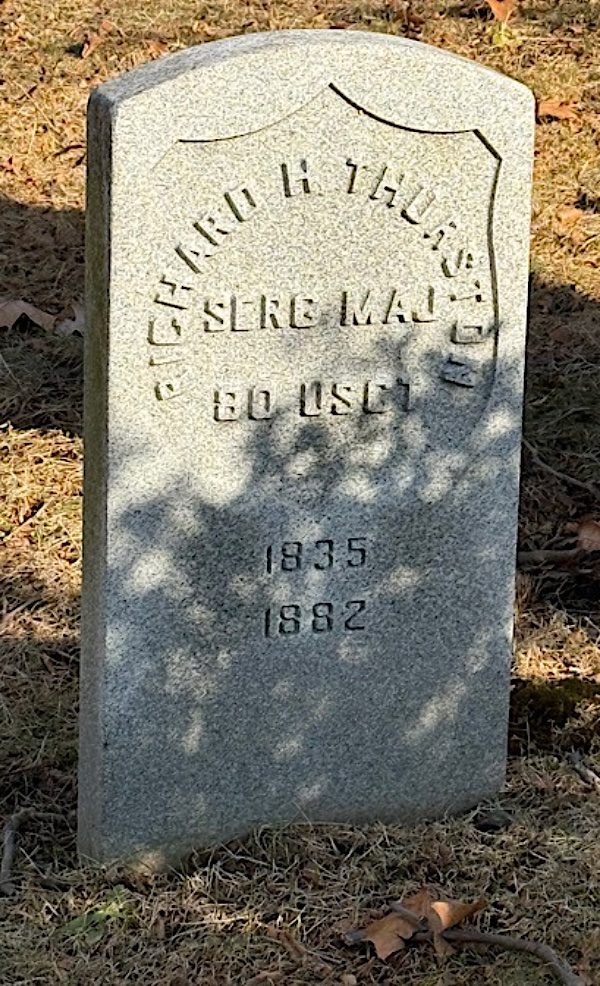 RICHARD H THURSTON
SERG MAJ
80 USCT
1835
1882